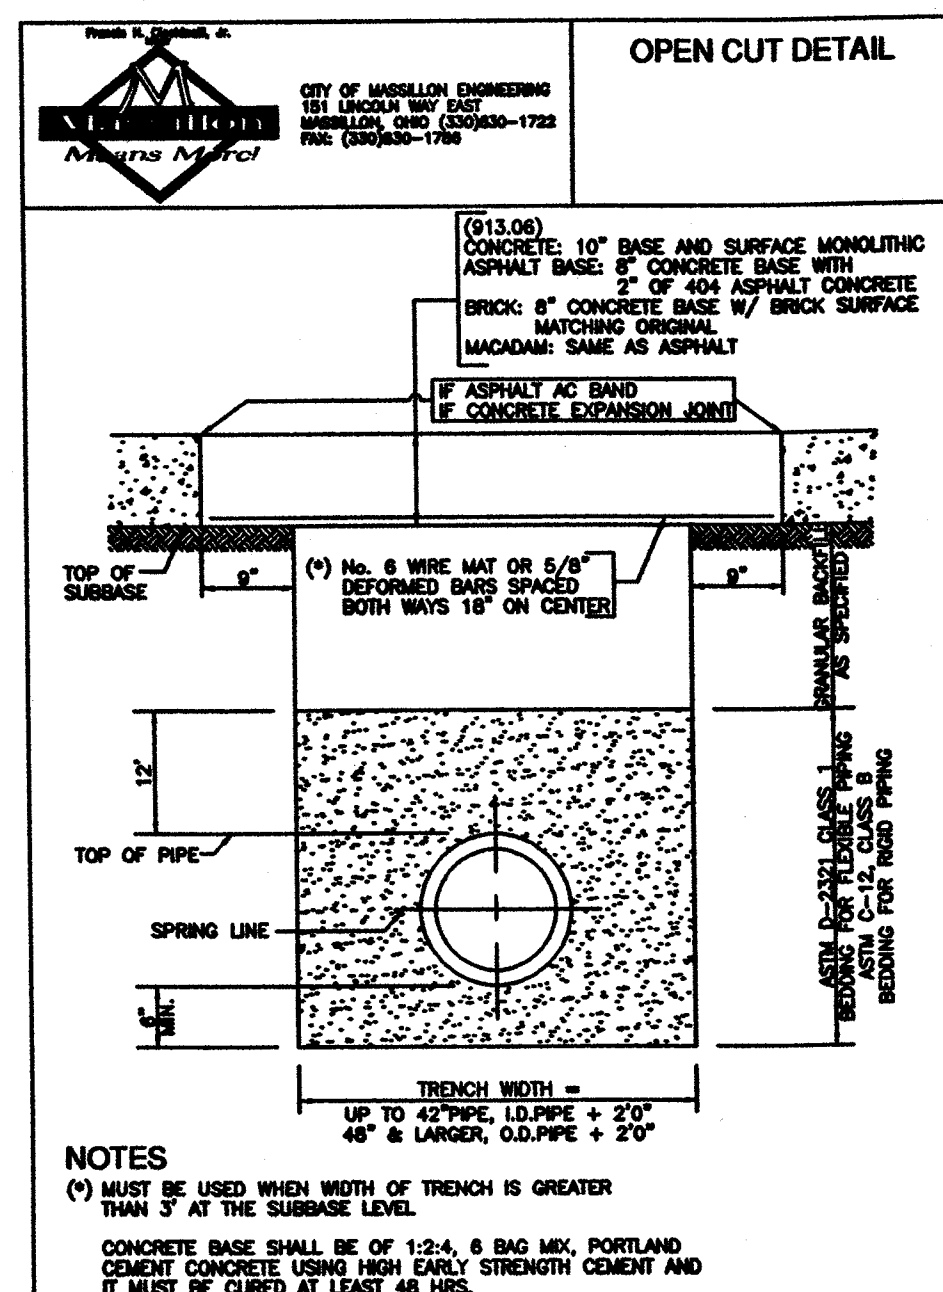 Francis H. Cicchinelli, Jr.
OPEN CUT DETAIL
Massillon
Means More!
CITY OF MASSILLON ENGINEERING
151 LINCOLN WAY EAST
MASSILLON, OHIO (330)830-1722
FAX: (330)830-1786
(913.06)
CONCRETE: 10" BASE AND SURFACE MONOLITHIC
ASPHALT BASE: 8" CONCRETE BASE WITH
2" OF 404 ASPHALT CONCRETE
BRICK: 8" CONCRETE BASE W/ BRICK SURFACE
MATCHING ORIGINAL
MACADAM: SAME AS ASPHALT
IF ASPHALT AC BAND
IF CONCRETE EXPANSION JOINT
TOP OF
SUBBASE
9"
(*) No. 6 WIRE MAT OR 5/8"
DEFORMED BARS SPACED
BOTH WAYS 18" ON CENTER
9"
GRANULAR BACKFILL
AS SPECIFIED
12'
TOP OF PIPE
SPRING LINE
6"
MIN.
ASTM D-2321 CLASS 1
BEDDING FOR FLEXIBLE PIPING
ASTM C-12, CLASS B
BEDDING FOR RIGID PIPING
TRENCH WIDTH =
UP TO 42"PIPE, I.D.PIPE + 2'0"
48" & LARGER, O.D.PIPE + 2'0"
NOTES
(*) MUST BE USED WHEN WIDTH OF TRENCH IS GREATER
THAN 3' AT THE SUBBASE LEVEL
CONCRETE BASE SHALL BE OF 1:2:4, 6 BAG MIX, PORTLAND
CEMENT CONCRETE USING HIGH EARLY STRENGTH CEMENT AND
IT MUST BE CURED AT LEAST 48 HRS.